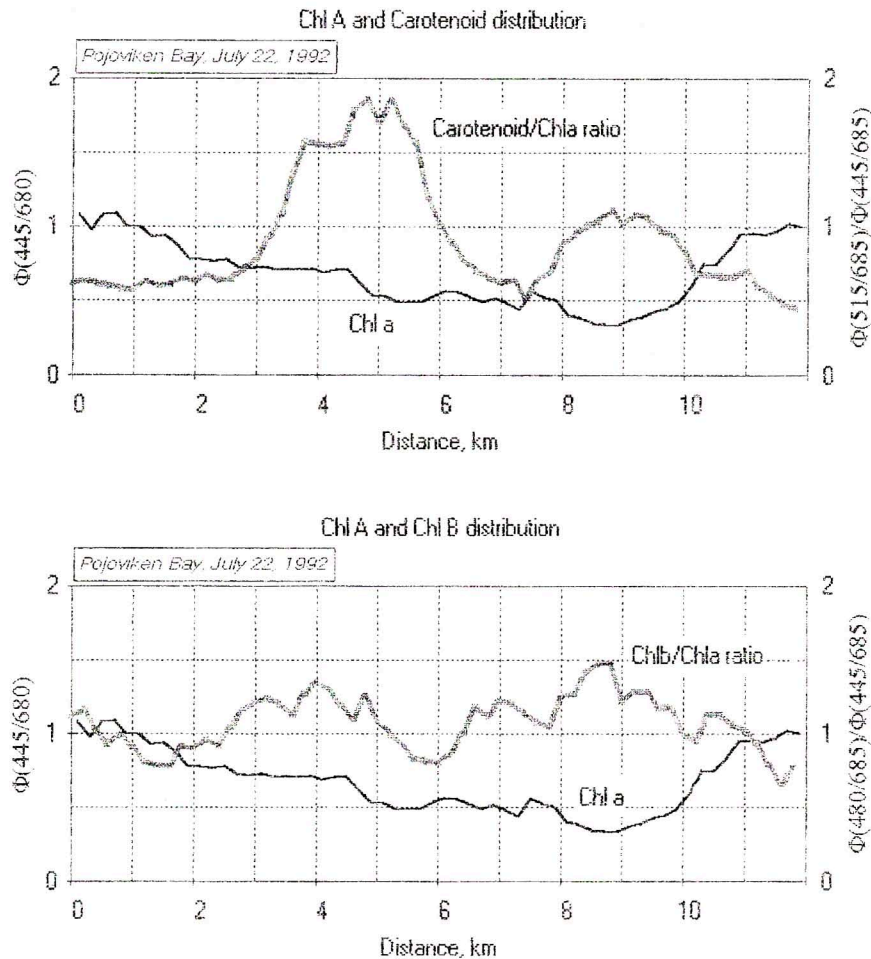 Chl A and Carotenoid distribution
Pojoviken Bay, July 22, 1992
2
2
Carotenoid/Chla ratio
Φ(445/680)
Φ(515/685)/Φ(445/685)
1
1
Chl a
0
0
0 2 4 6 8 10
Distance, km
Chl A and Chl B distribution
Pojoviken Bay, July 22, 1992
2
2
Chlb/Chla ratio
Φ(445/680)
Φ(480/685)/Φ(445/685)
1
1
Chl a
0
0
0 2 4 6 8 10
Distance, km